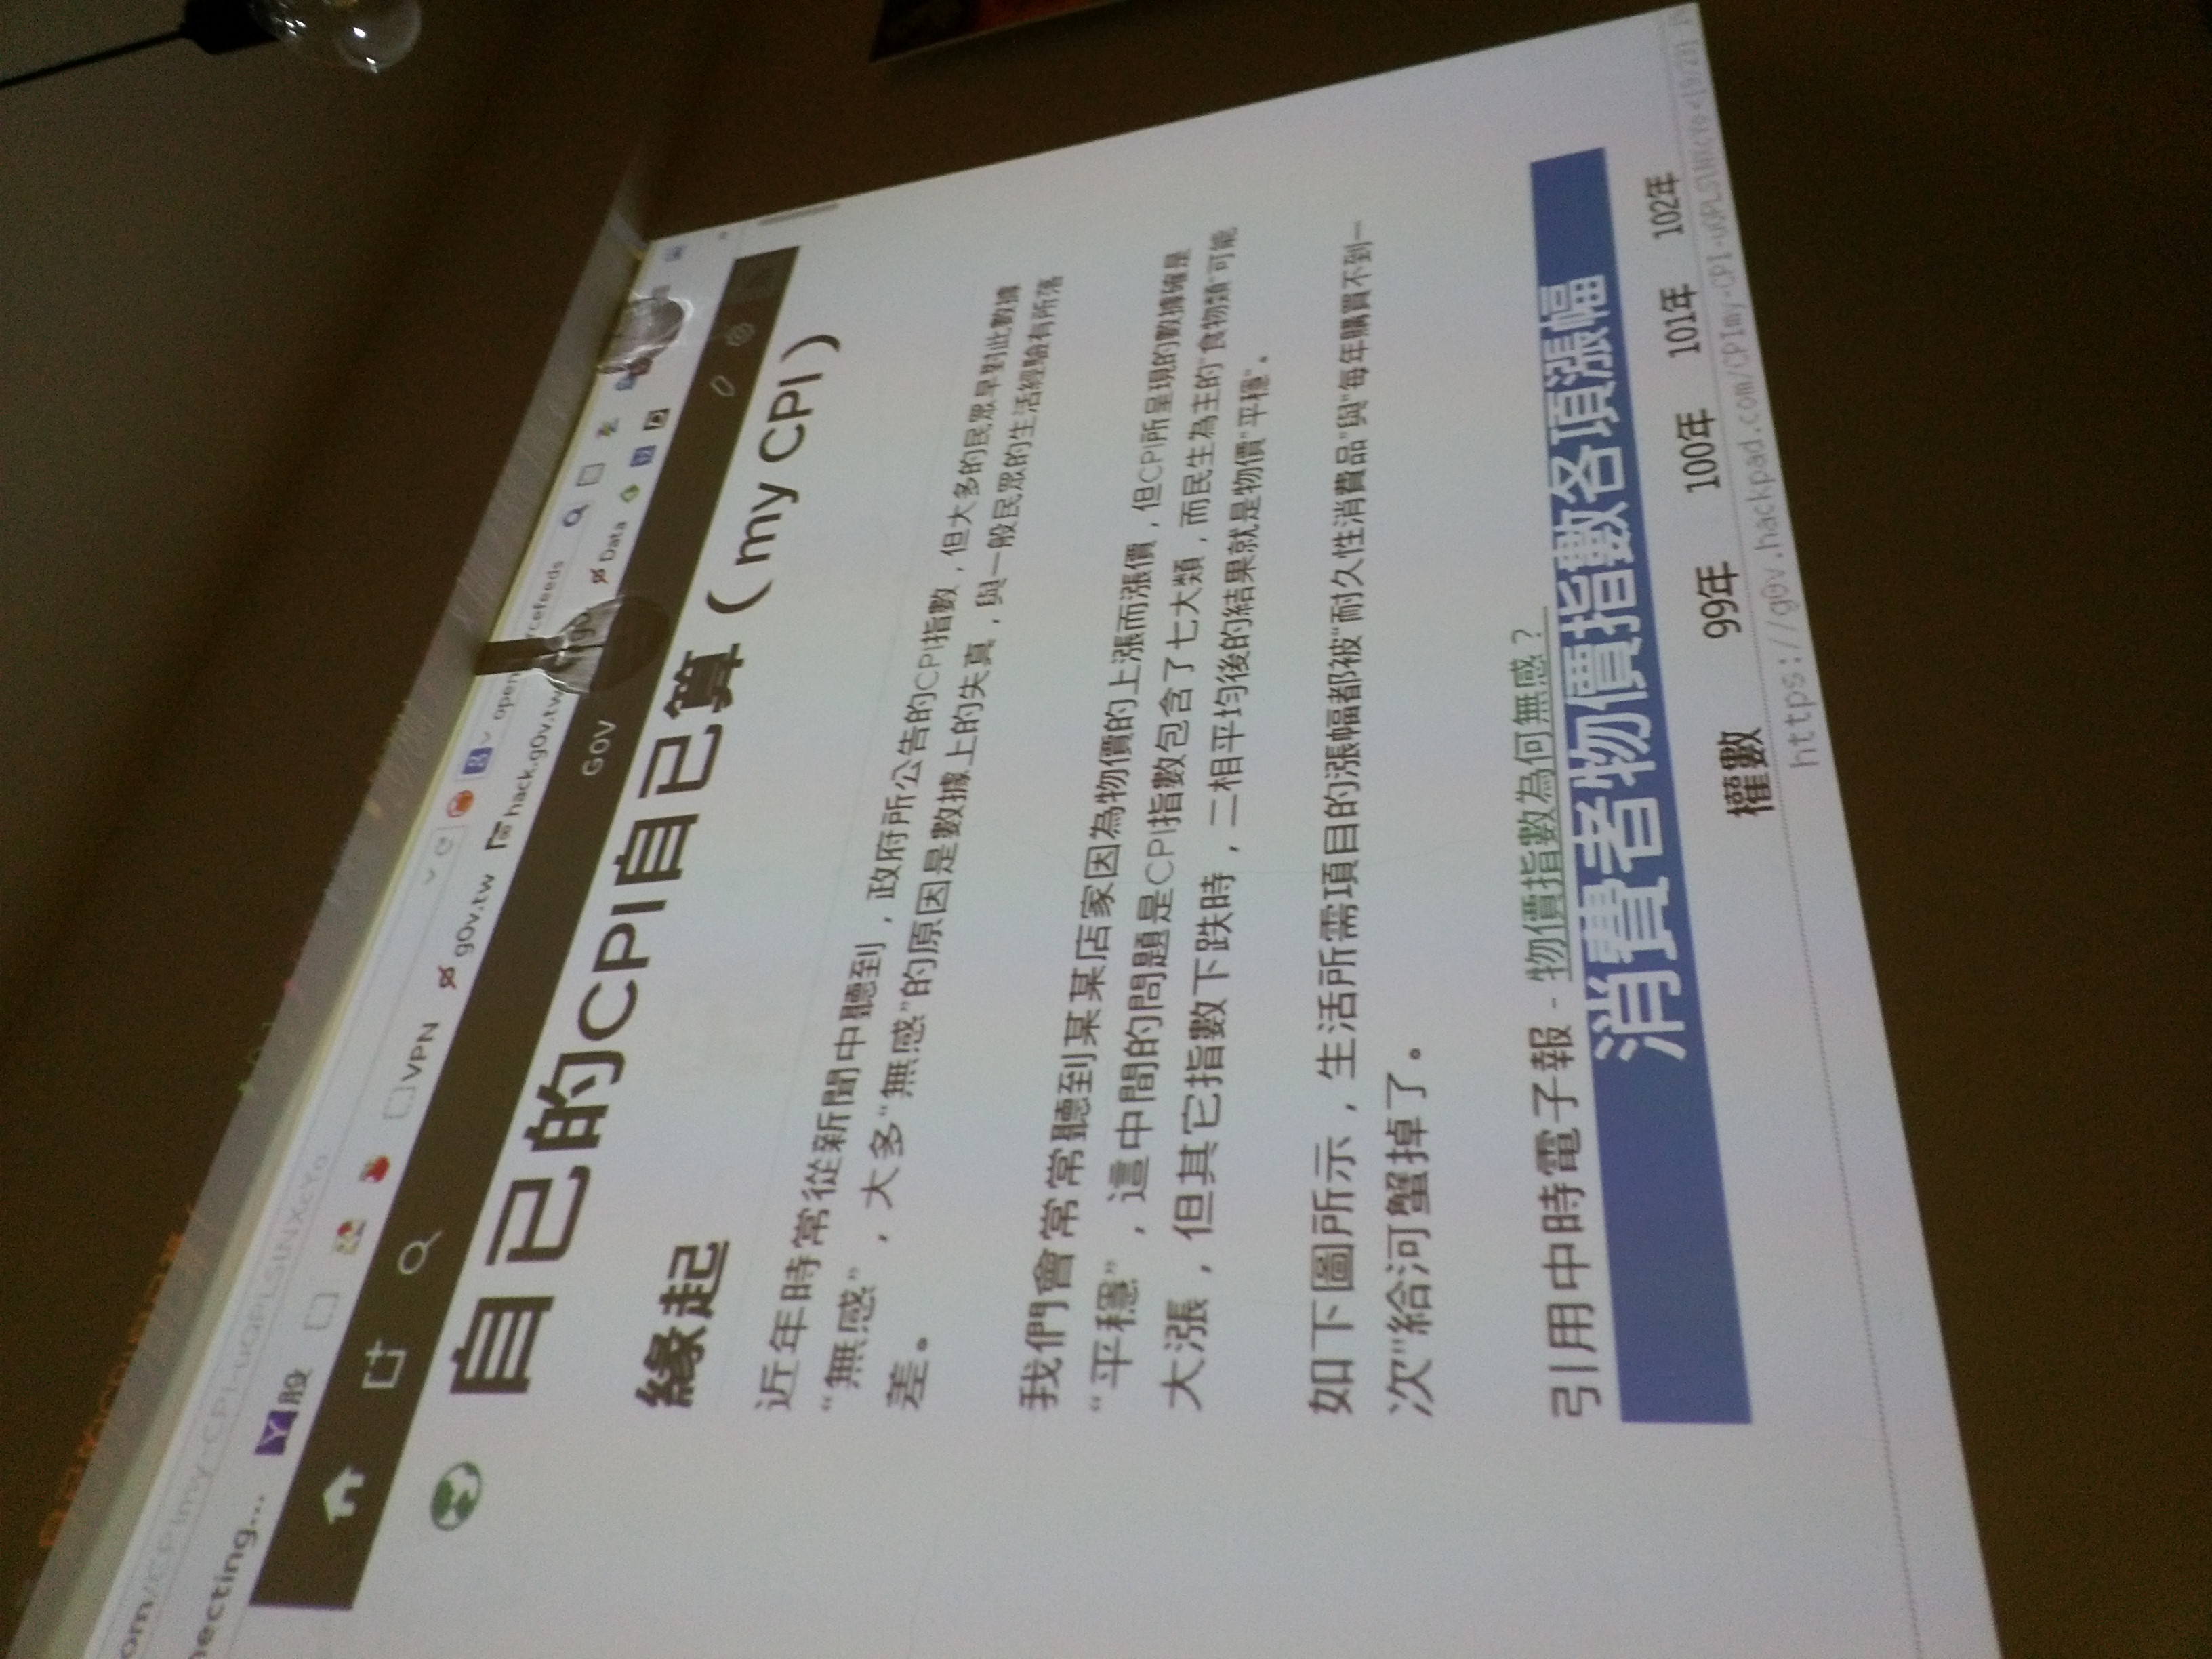 om/CPImy-CPI-uQPLSlNXcYo
necting...
股
VPN
g0v.tw
hack.g0v.tw
Data
G0V
自已的CPI自已算（my CPI）
緣起
近年時常從新聞中聽到，政府所公告的CPI指數，但大多的民眾早對此數據
“無感”，大多“無感”的原因是數據上的失真，與一般民眾的生活經驗有所落
差。
我們會常常聽到某某店家因為物價的上漲而漲價，但CPI所呈現的數據確是
“平穩”，這中間的問題是CPI指數包含了七大類，而民生為主的"食物類"可能
大漲，但其它指數下跌時，二相平均後的結果就是物價"平穩"。
如下圖所示，生活所需項目的漲幅都被"耐久性消費品"與"每年購買不到一
次"給河蟹掉了。
引用中時電子報 - 物價指數為何無感？
消費者物價指數各項漲幅
權數 99年 100年 101年 102年
https://g0v.hackpad.com/CPImy-CPI-uQPLSlNXcYo<[9/23]